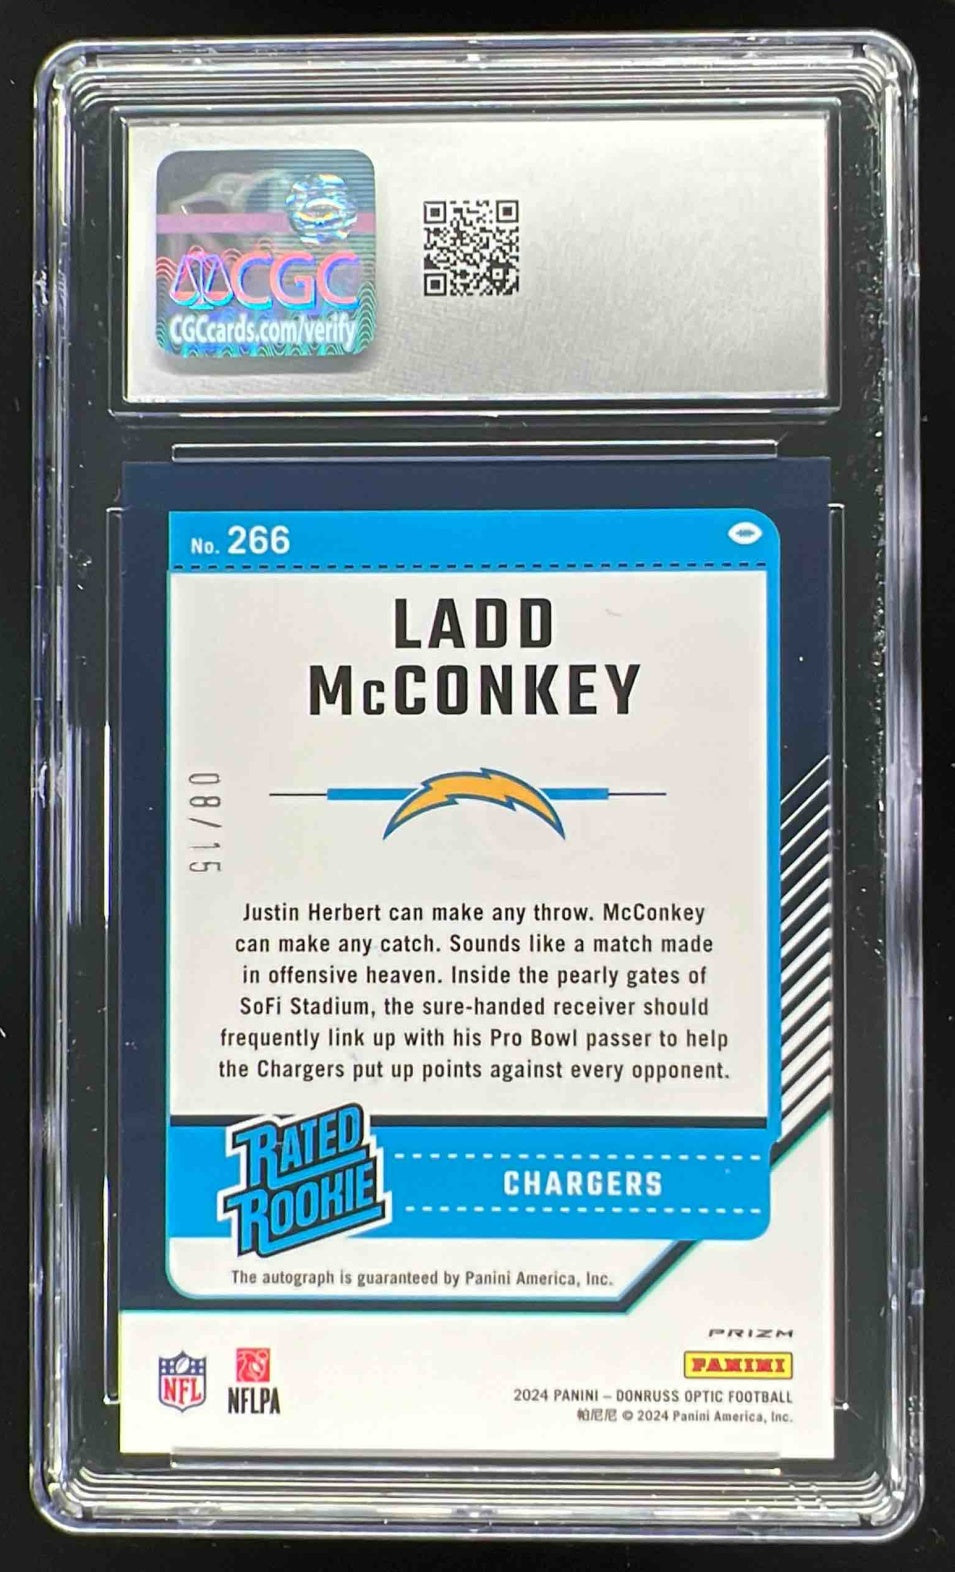 CGC
CGCcards.com/verify
No. 266
LADD
McCONKEY
08/15
Justin Herbert can make any throw. McConkey
can make any catch. Sounds like a match made
in offensive heaven. Inside the pearly gates of
SoFi Stadium, the sure-handed receiver should
frequently link up with his Pro Bowl passer to help
the Chargers put up points against every opponent.
RATED
ROOKIE
CHARGERS
The autograph is guaranteed by Panini America, Inc.
PRIZM
PANINI
NFL
NFLPA
2024 PANINI – DONRUSS OPTIC FOOTBALL
帕尼尼 © 2024 Panini America, Inc.